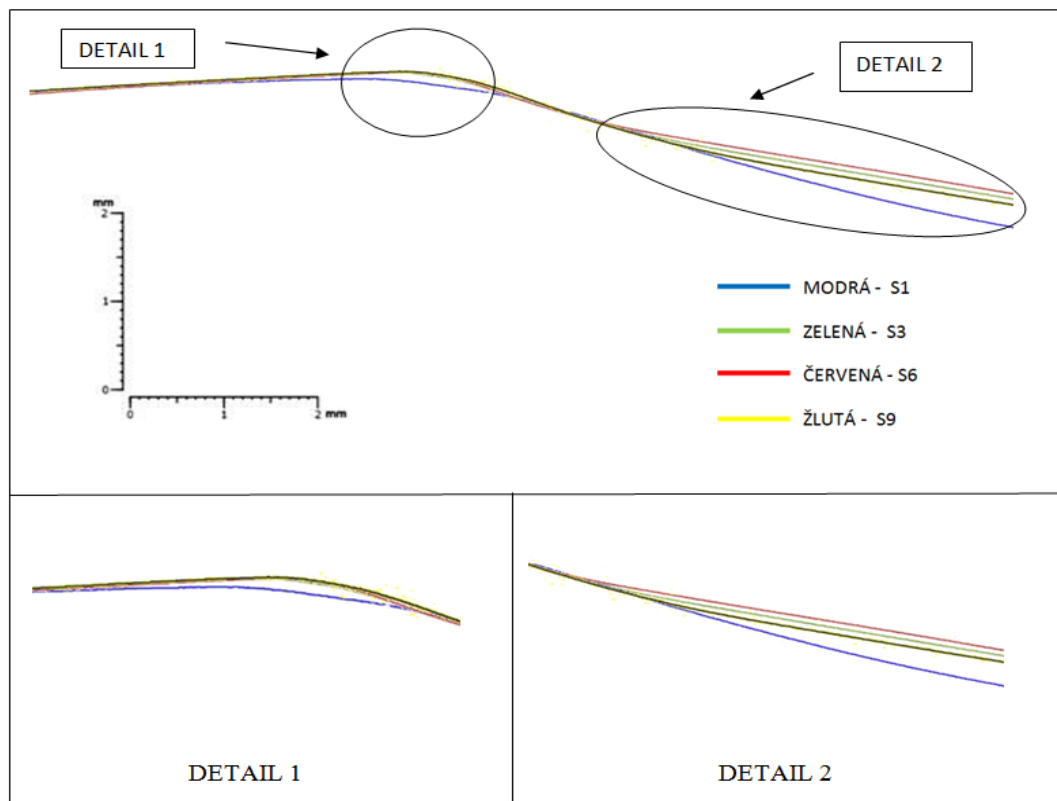 DETAIL 1
DETAIL 2
mm
2
1
0
0 1 2 mm
MODRÁ - S1
ZELENÁ - S3
ČERVENÁ - S6
ŽLUTÁ - S9
DETAIL 1
DETAIL 2